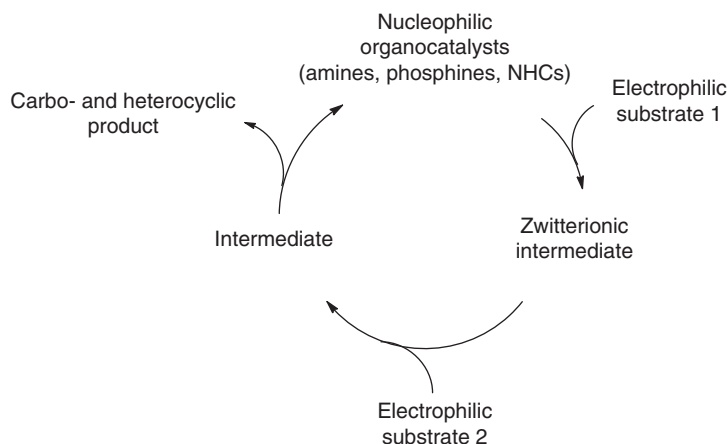 Nucleophilic
organocatalysts
(amines, phosphines, NHCs)
Electrophilic
substrate 1
Carbo- and heterocyclic
product
Zwitterionic
intermediate
Intermediate
Electrophilic
substrate 2